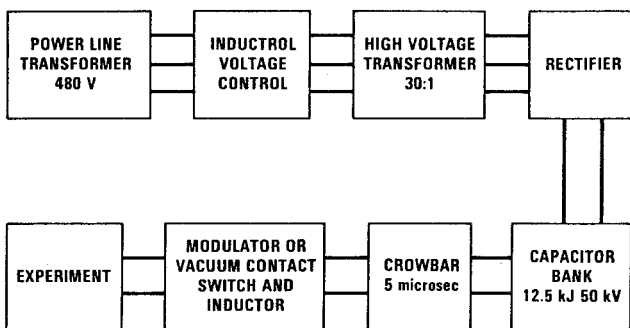 POWER LINE
TRANSFORMER
480 V
INDUCTROL
VOLTAGE
CONTROL
HIGH VOLTAGE
TRANSFORMER
30:1
RECTIFIER
EXPERIMENT
MODULATOR OR
VACUUM CONTACT
SWITCH AND
INDUCTOR
CROWBAR
5 microsec
CAPACITOR
BANK
12.5 kJ 50 kV